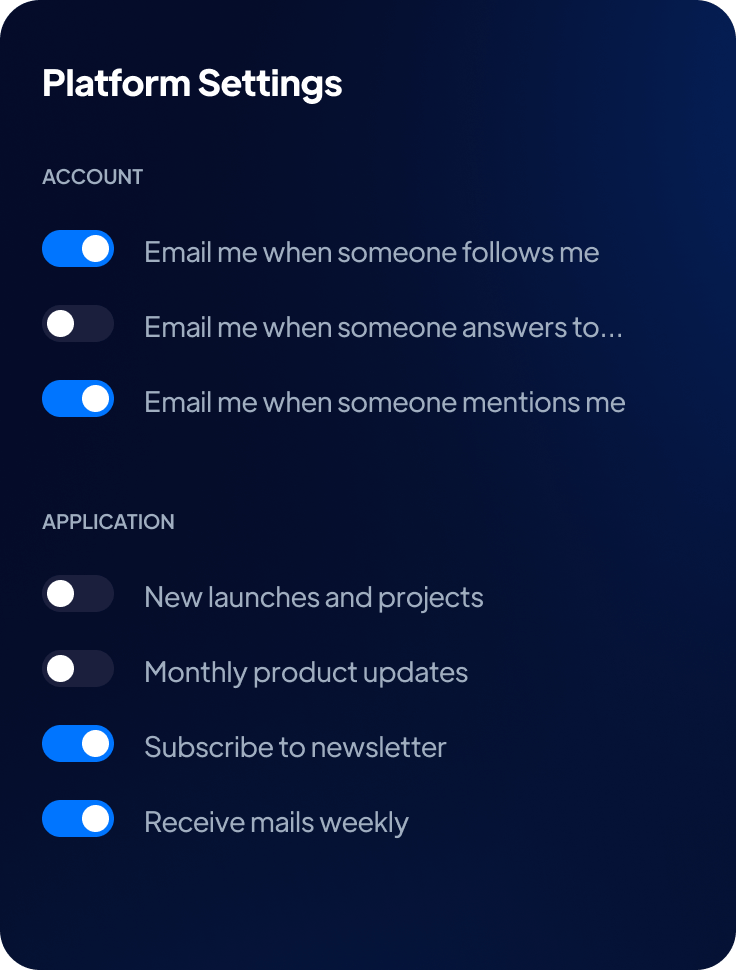 Platform Settings
ACCOUNT
Email me when someone follows me
Email me when someone answers to...
Email me when someone mentions me
APPLICATION
New launches and projects
Monthly product updates
Subscribe to newsletter
Receive mails weekly